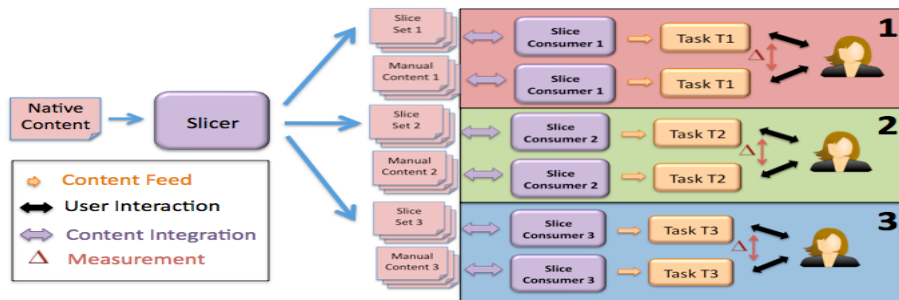 Native
Content
Slicer
Content Feed
User Interaction
Content Integration
Δ Measurement
Slice
Set 1
Manual
Content 1
Slice
Set 2
Manual
Content 2
Slice
Set 3
Manual
Content 3
1
Slice
Consumer 1
Task T1
Δ
Slice
Consumer 1
Task T1
2
Slice
Consumer 2
Task T2
Δ
Slice
Consumer 2
Task T2
3
Slice
Consumer 3
Task T3
Δ
Slice
Consumer 3
Task T3